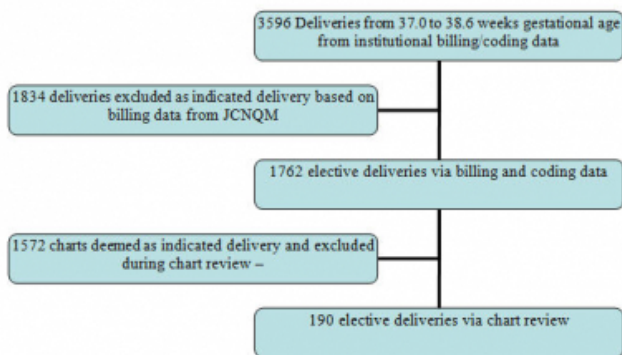 3596 Deliveries from 37.0 to 38.6 weeks gestational age
from institutional billing/coding data
1834 deliveries excluded as indicated delivery based on
billing data from JCNQM
1762 elective deliveries via billing and coding data
1572 charts deemed as indicated delivery and excluded
during chart review –
190 elective deliveries via chart review